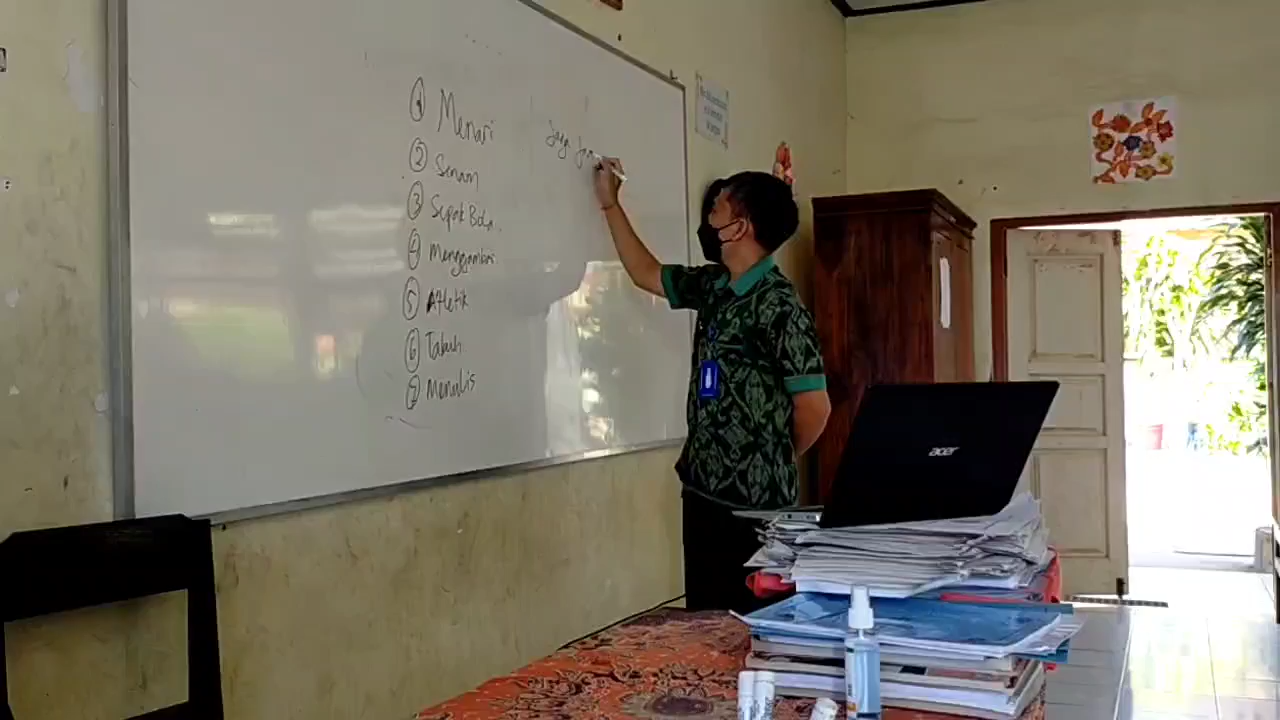 ① Menari
② Senam
③ Sepak Bola
④ Menggambar
⑤ Atletik
⑥ Tabuh
⑦ Menulis
Saya
acer